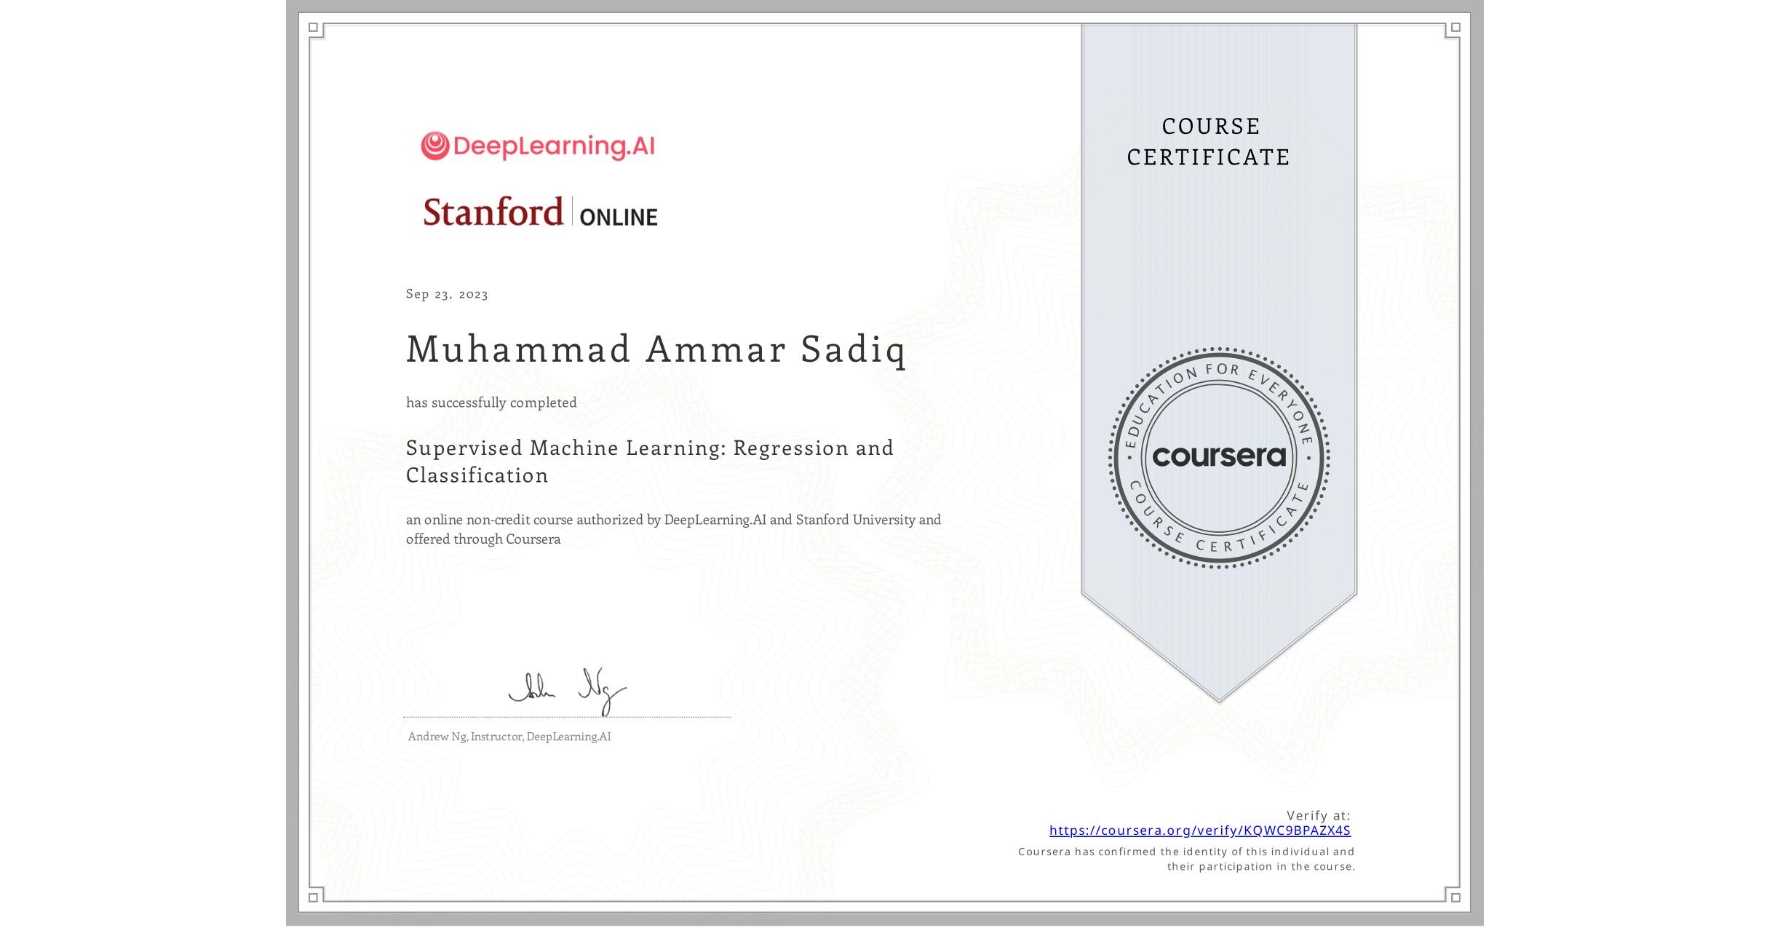 DeepLearning.AI
Stanford ONLINE
Sep 23, 2023
Muhammad Ammar Sadiq
has successfully completed
Supervised Machine Learning: Regression and
Classification
an online non-credit course authorized by DeepLearning.AI and Stanford University and
offered through Coursera
Andrew Ng, Instructor, DeepLearning.AI
COURSE
CERTIFICATE
EDUCATION FOR EVERYONE
coursera
COURSE CERTIFICATE
Verify at:
https://coursera.org/verify/KQWC9BPAZX4S
Coursera has confirmed the identity of this individual and
their participation in the course.